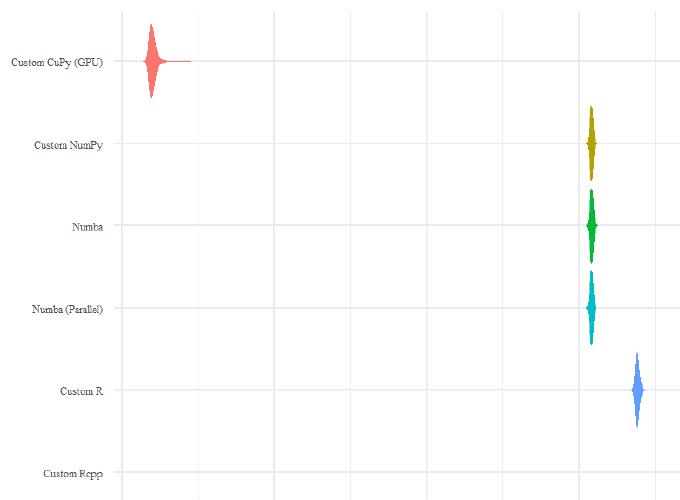 Custom CuPy (GPU)
Custom NumPy
Numba
Numba (Parallel)
Custom R
Custom Rcpp